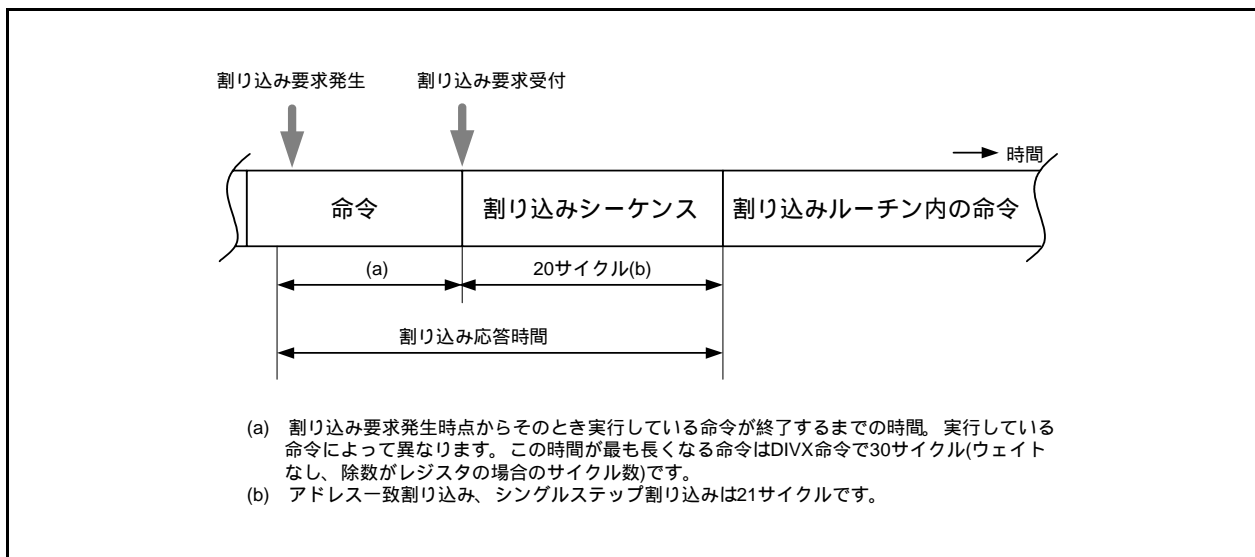 割り込み要求発生 割り込み要求受付
時間
命令 割り込みシーケンス 割り込みルーチン内の命令
(a) 20サイクル(b)
割り込み応答時間
(a) 割り込み要求発生時点からそのとき実行している命令が終了するまでの時間。実行している
命令によって異なります。この時間が最も長くなる命令はDIVX命令で30サイクル(ウェイト
なし、除数がレジスタの場合のサイクル数)です。
(b) アドレス一致割り込み、シングルステップ割り込みは21サイクルです。